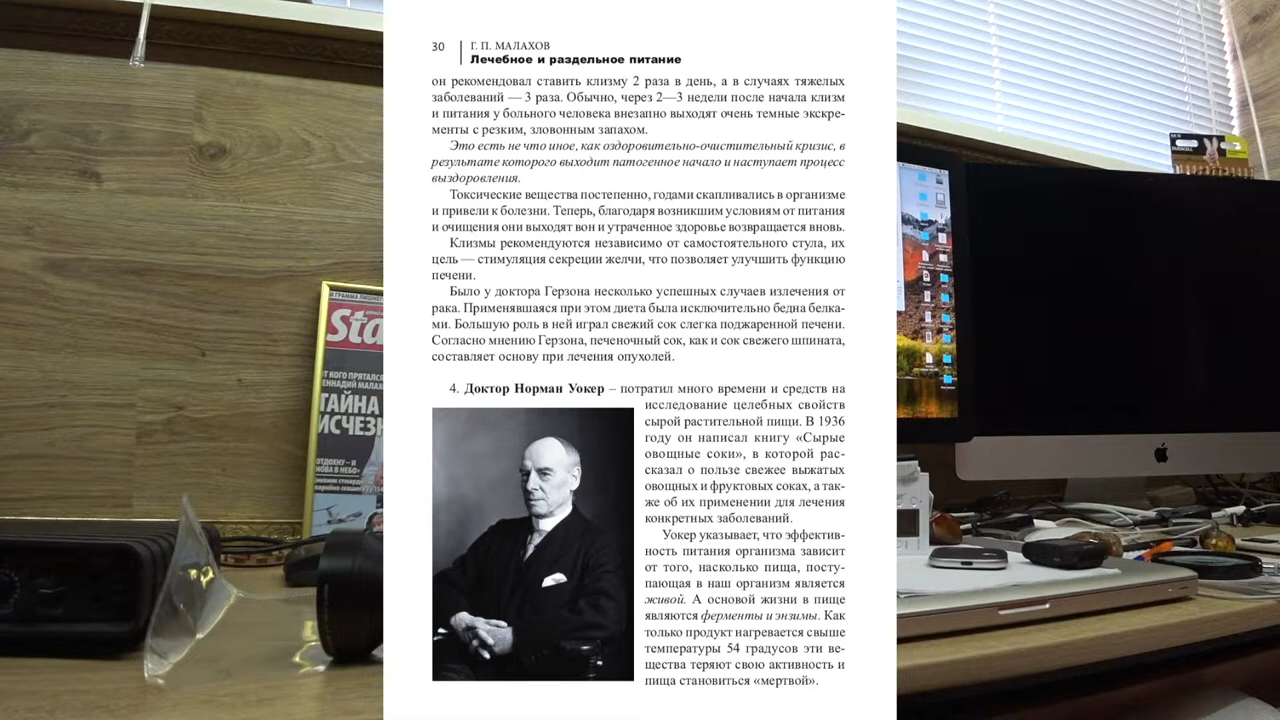 30
Г. П. МАЛАХОВ
Лечебное и раздельное питание
он рекомендовал ставить клизму 2 раза в день, а в случаях тяжелых
заболеваний — 3 раза. Обычно, через 2—3 недели после начала клизм
и питания у больного человека внезапно выходят очень темные экскре-
менты с резким, зловонным запахом.
Это есть не что иное, как оздоровительно-очистительный кризис, в
результате которого выходит патогенное начало и наступает процесс
выздоровления.
Токсические вещества постепенно, годами скапливались в организме
и привели к болезни. Теперь, благодаря возникшим условиям от питания
и очищения они выходят вон и утраченное здоровье возвращается вновь.
Клизмы рекомендуются независимо от самостоятельного стула, их
цель — стимуляция секреции желчи, что позволяет улучшить функцию
печени.
Было у доктора Герзона несколько успешных случаев излечения от
рака. Применявшаяся при этом диета была исключительно бедна белка-
ми. Большую роль в ней играл свежий сок слегка поджаренной печени.
Согласно мнению Герзона, печеночный сок, как и сок свежего шпината,
составляет основу при лечения опухолей.
4. Доктор Норман Уокер – потратил много времени и средств на
исследование целебных свойств
сырой растительной пищи. В 1936
году он написал книгу «Сырые
овощные соки», в которой рас-
сказал о пользе свежее выжатых
овощных и фруктовых соках, а так-
же об их применении для лечения
конкретных заболеваний.
Уокер указывает, что эффектив-
ность питания организма зависит
от того, насколько пища, посту-
пающая в наш организм является
живой. А основой жизни в пище
являются ферменты и энзимы. Как
только продукт нагревается свыше
температуры 54 градусов эти ве-
щества теряют свою активность и
пища становиться «мертвой».
Sta
ТАЙНА
ИСЧЕЗ
DURACELL